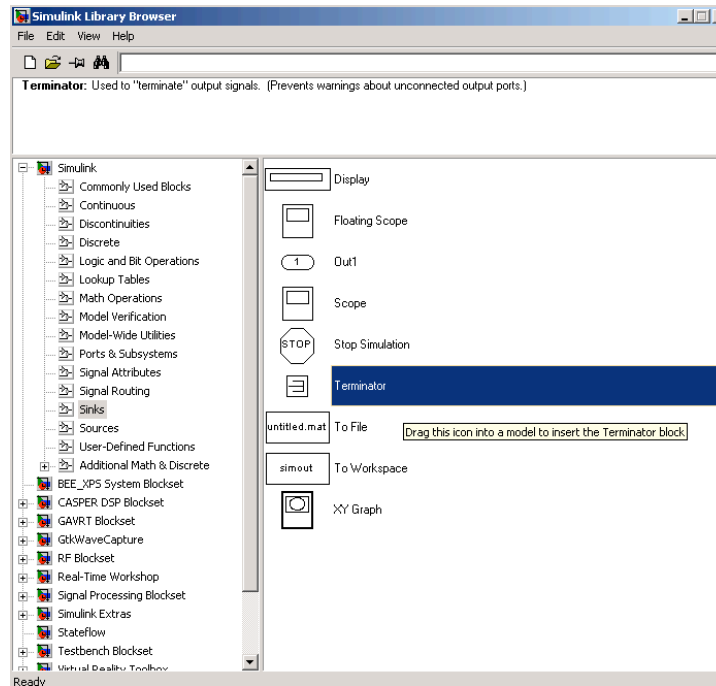 Simulink Library Browser
File Edit View Help
Terminator: Used to "terminate" output signals. (Prevents warnings about unconnected output ports.)
Simulink
Commonly Used Blocks
Continuous
Discontinuities
Discrete
Logic and Bit Operations
Lookup Tables
Math Operations
Model Verification
Model-Wide Utilities
Ports & Subsystems
Signal Attributes
Signal Routing
Sinks
Sources
User-Defined Functions
Additional Math & Discrete
BEE_XPS System Blockset
CASPER DSP Blockset
GAVRT Blockset
GtkWaveCapture
RF Blockset
Real-Time Workshop
Signal Processing Blockset
Simulink Extras
Stateflow
Testbench Blockset
Virtual Reality Toolbox
Display
Floating Scope
1 Out1
Scope
STOP Stop Simulation
Terminator
untitled.mat To File
Drag this icon into a model to insert the Terminator block
simout To Workspace
XY Graph
Ready